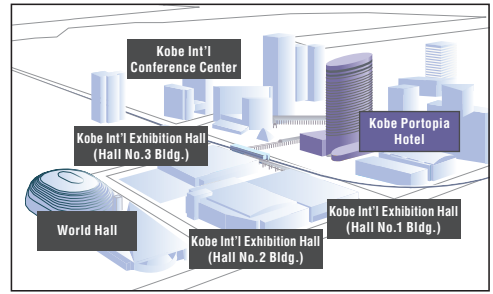 Kobe Int'l
Conference Center
Kobe Portopia
Hotel
Kobe Int'l Exhibition Hall
(Hall No.3 Bldg.)
Kobe Int'l Exhibition Hall
(Hall No.1 Bldg.)
World Hall
Kobe Int'l Exhibition Hall
(Hall No.2 Bldg.)